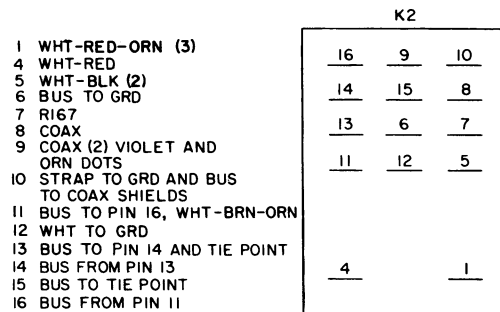 K2
1 WHT-RED-ORN (3)
4 WHT-RED
5 WHT-BLK (2)
6 BUS TO GRD
7 R167
8 COAX
9 COAX (2) VIOLET AND
ORN DOTS
10 STRAP TO GRD AND BUS
TO COAX SHIELDS
11 BUS TO PIN 16, WHT-BRN-ORN
12 WHT TO GRD
13 BUS TO PIN 14 AND TIE POINT
14 BUS FROM PIN 13
15 BUS TO TIE POINT
16 BUS FROM PIN 11
16 9 10
14 15 8
13 6 7
11 12 5
4 1